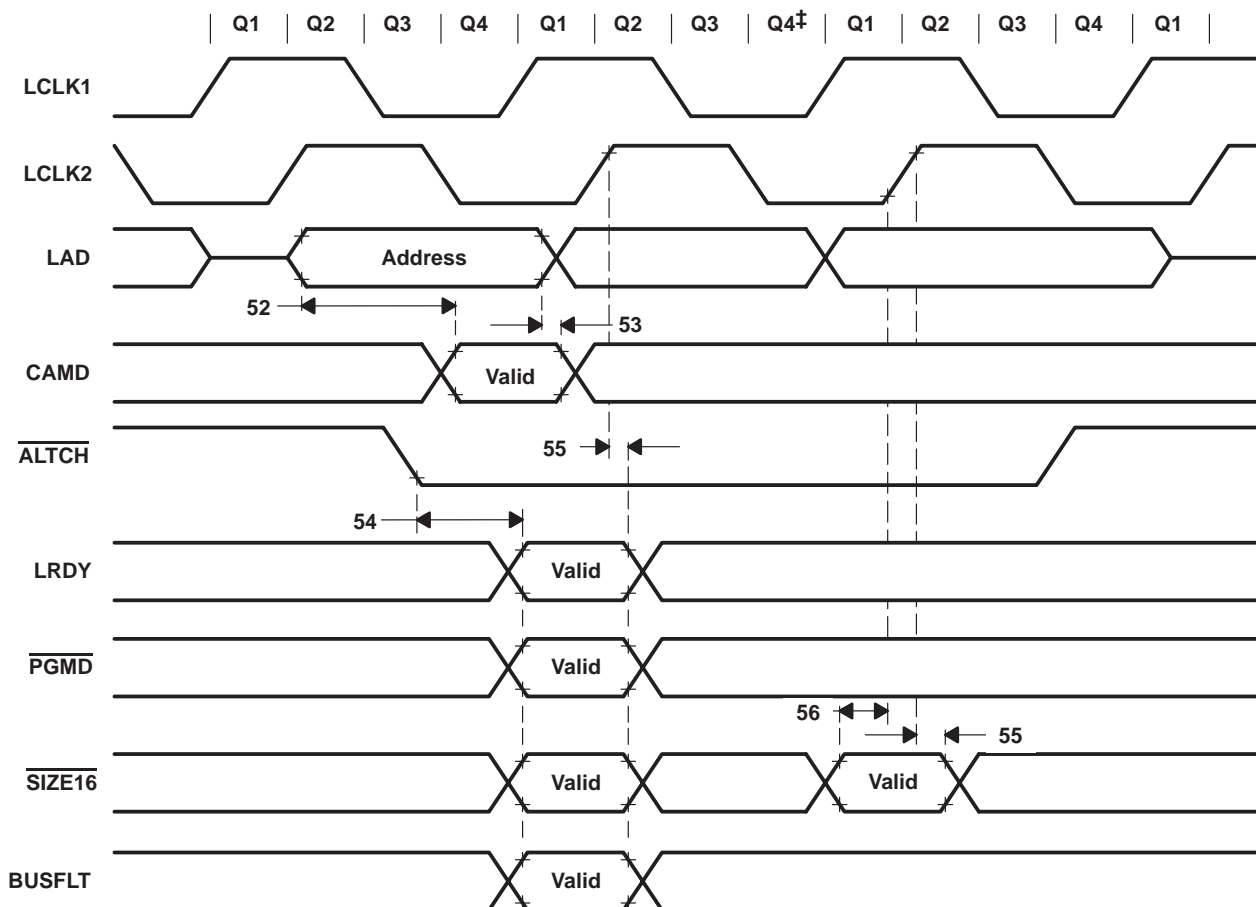 Q1 Q2 Q3 Q4 Q1 Q2 Q3 Q4‡ Q1 Q2 Q3 Q4 Q1
LCLK1
LCLK2
LAD Address
52 53
CAMD Valid
ALTCH 55
54
LRDY Valid
PGMD Valid
56 55
SIZE16 Valid Valid
BUSFLT Valid